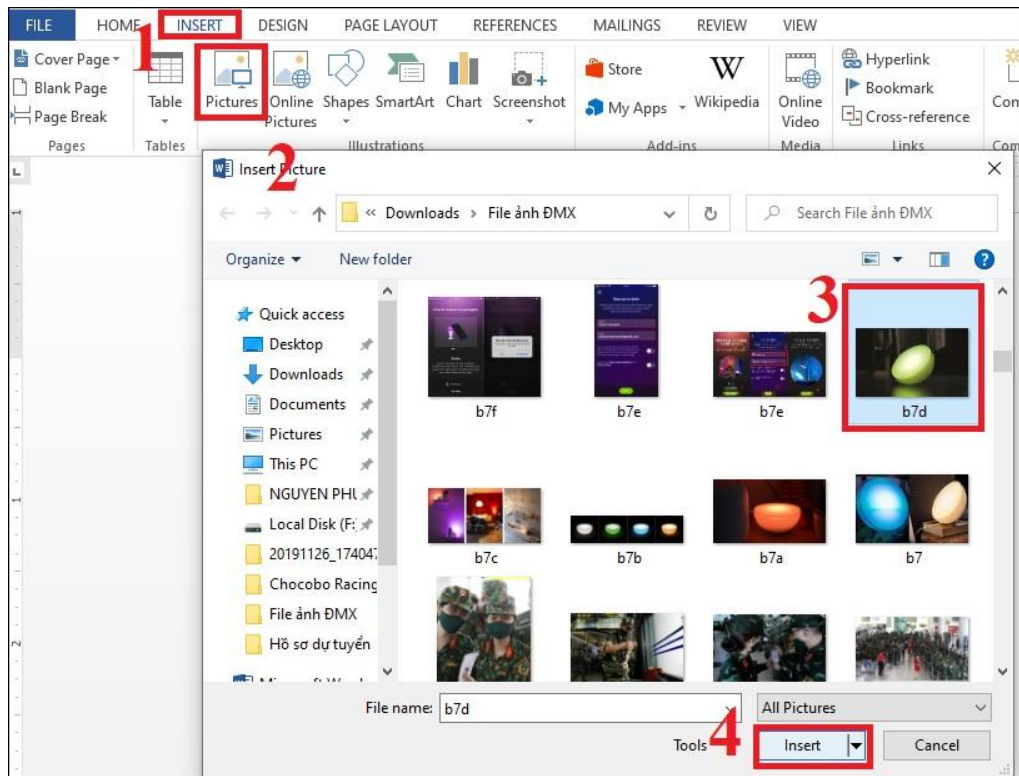 FILE HOME INSERT DESIGN PAGE LAYOUT REFERENCES MAILINGS REVIEW VIEW
1
Cover Page
Blank Page
Page Break
Pages
Table
Tables
Pictures
Online Pictures
Shapes
SmartArt
Chart
Screenshot
Illustrations
Store
My Apps
W
Wikipedia
Add-ins
Online Video
Media
Hyperlink
Bookmark
Cross-reference
Links
2
Insert Picture
« Downloads › File ảnh ĐMX
Search File ảnh ĐMX
Organize
New folder
Quick access
Desktop
Downloads
Documents
Pictures
This PC
NGUYEN PHU
Local Disk (F:)
20191126_174047
Chocobo Racing
File ảnh ĐMX
Hồ sơ dự tuyển
3
b7f b7e b7e b7d
b7c b7b b7a b7
File name: b7d
All Pictures
Tools
4
Insert
Cancel